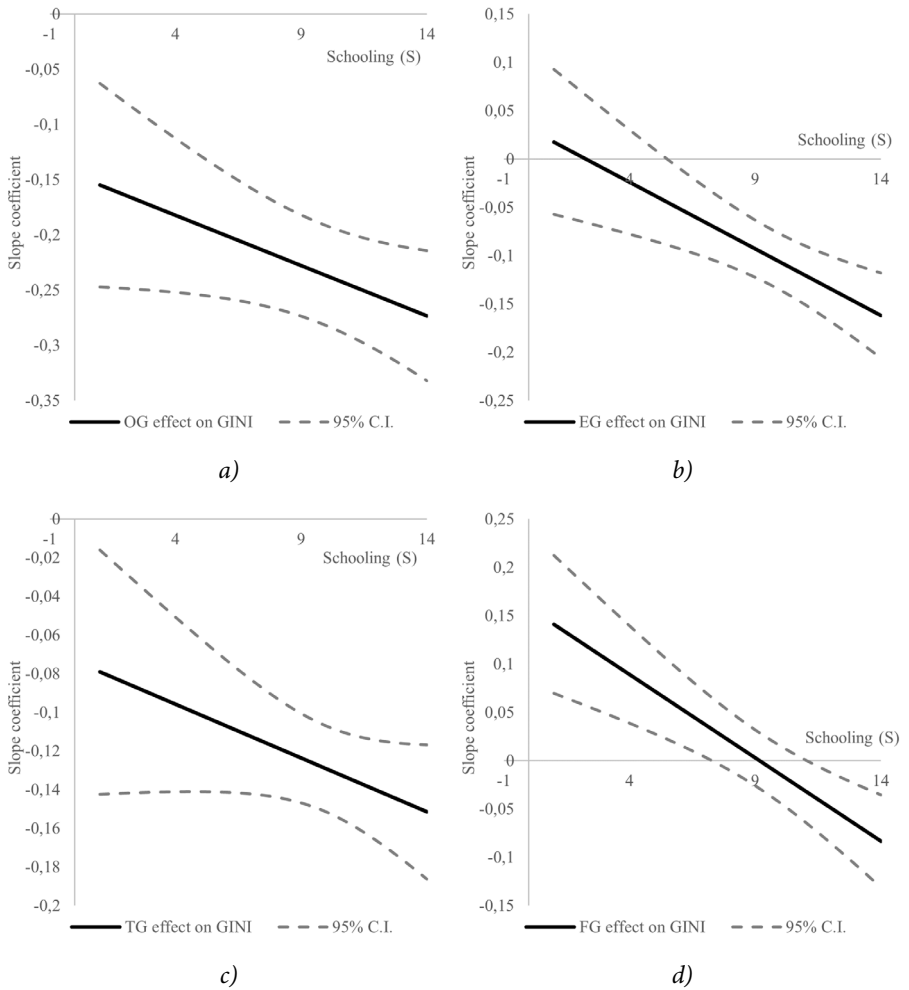 0
-1 4 9 14
Schooling (S)
-0,05
-0,1
-0,15
-0,2
-0,25
-0,3
-0,35
Slope coefficient
OG effect on GINI 95% C.I.
a)
0,15
0,1
0,05
Schooling (S)
0
-1 4 9 14
-0,05
-0,1
-0,15
-0,2
-0,25
Slope coefficient
EG effect on GINI 95% C.I.
b)
0
-1 4 9 14
Schooling (S)
-0,02
-0,04
-0,06
-0,08
-0,1
-0,12
-0,14
-0,16
-0,18
-0,2
Slope coefficient
TG effect on GINI 95% C.I.
c)
0,25
0,2
0,15
0,1
0,05
Schooling (S)
0
-1 4 9 14
-0,05
-0,1
-0,15
Slope coefficient
FG effect on GINI 95% C.I.
d)